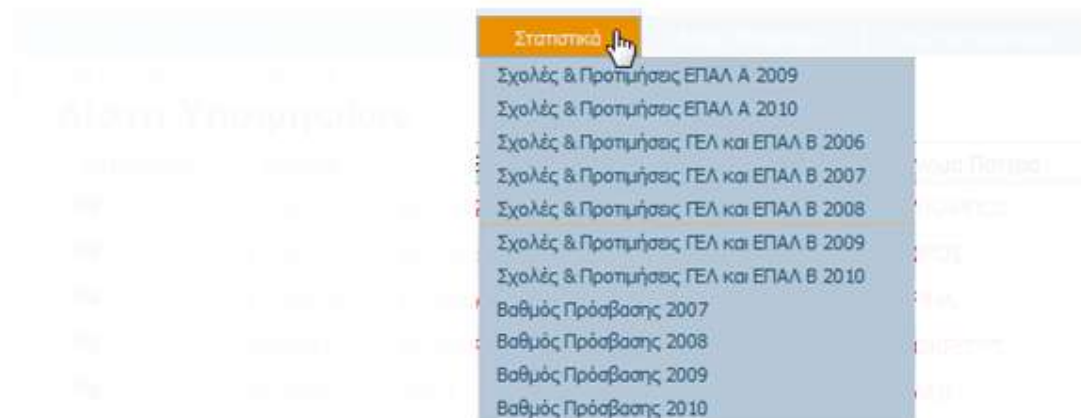 Στατιστικά
Σχολές & Προτιμήσεις ΕΠΑΛ Α 2009
Σχολές & Προτιμήσεις ΕΠΑΛ Α 2010
Σχολές & Προτιμήσεις ΓΕΛ και ΕΠΑΛ Β 2006
Σχολές & Προτιμήσεις ΓΕΛ και ΕΠΑΛ Β 2007
Σχολές & Προτιμήσεις ΓΕΛ και ΕΠΑΛ Β 2008
Σχολές & Προτιμήσεις ΓΕΛ και ΕΠΑΛ Β 2009
Σχολές & Προτιμήσεις ΓΕΛ και ΕΠΑΛ Β 2010
Βαθμός Πρόσβασης 2007
Βαθμός Πρόσβασης 2008
Βαθμός Πρόσβασης 2009
Βαθμός Πρόσβασης 2010